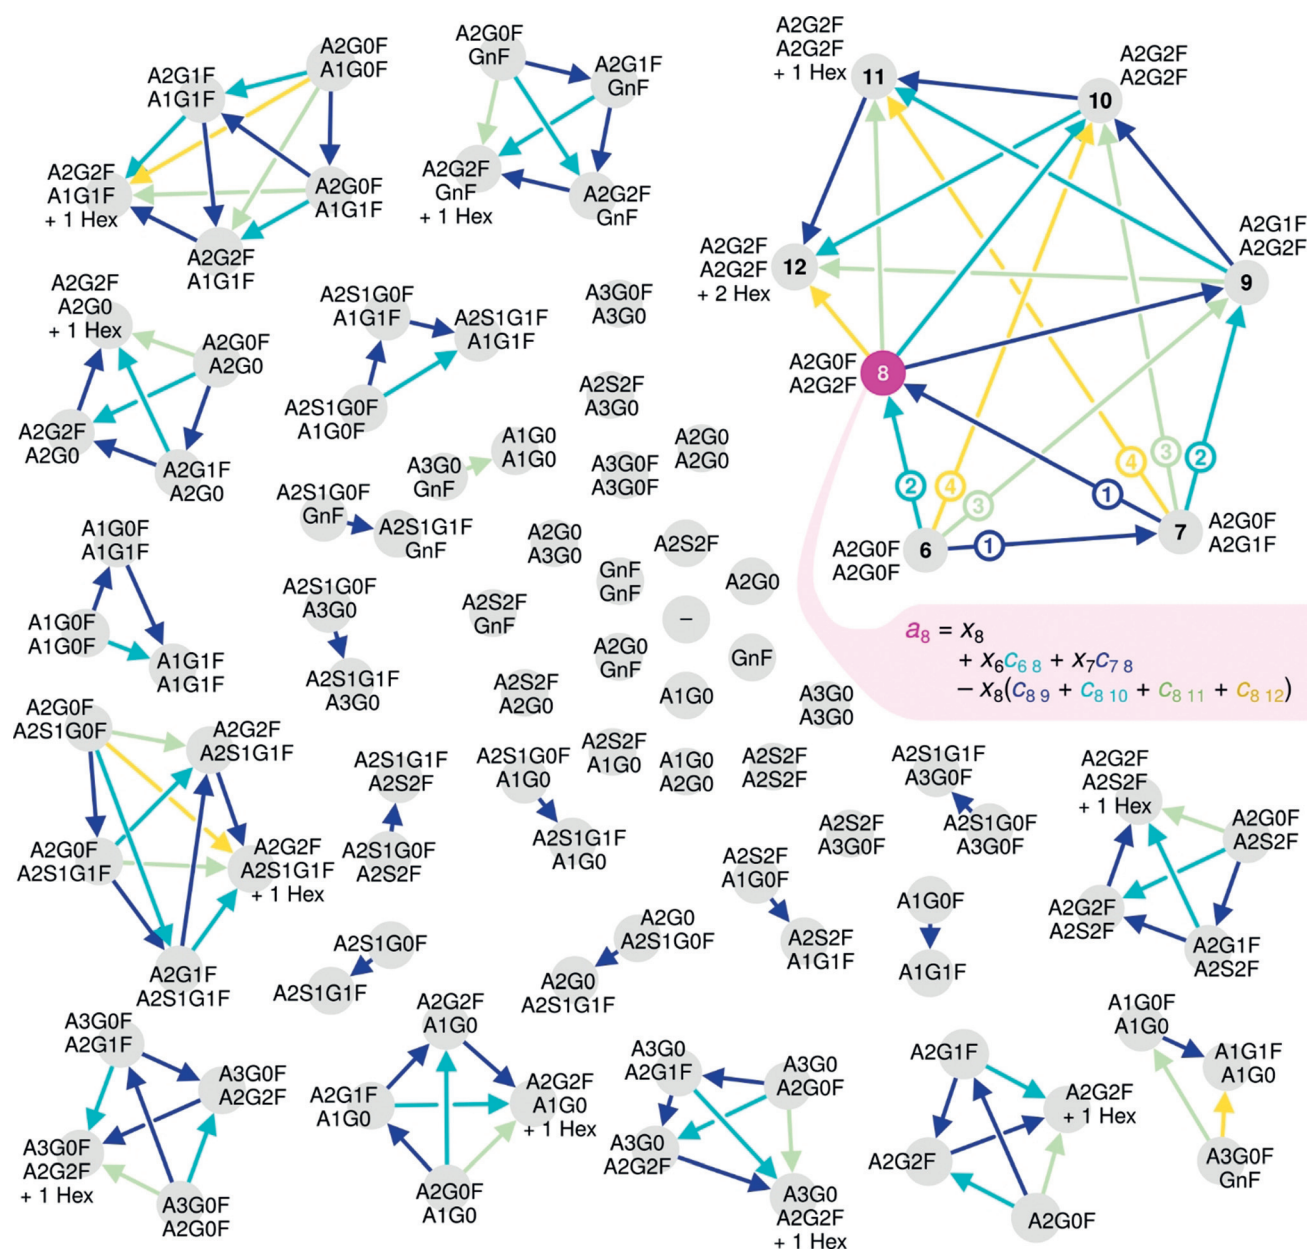 A2G0F
A1G0F
A2G1F
A1G1F
A2G2F
A1G1F
+ 1 Hex
A2G0F
A1G1F
A2G2F
A1G1F
A2G0F
GnF
A2G1F
GnF
A2G2F
GnF
+ 1 Hex
A2G2F
GnF
A2G2F
A2G2F
+ 1 Hex
11
10
A2G2F
A2G2F
A2G2F
A2G2F
+ 2 Hex
12
A2G1F
A2G2F
9
A2G0F
A2G2F
8
2
4
3
1
4
3
2
1
A2G0F
A2G0F
6
7
A2G0F
A2G1F
a8 = x8
+ x6c6 8 + x7c7 8
− x8(c8 9 + c8 10 + c8 11 + c8 12)
A2G2F
A2G0
+ 1 Hex
A2G0F
A2G0
A2G2F
A2G0
A2G1F
A2G0
A2S1G0F
A1G1F
A2S1G1F
A1G1F
A2S1G0F
A1G0F
A3G0F
A3G0
A2S2F
A3G0
A1G0
A1G0
A3G0
GnF
A3G0F
A3G0F
A2G0
A2G0
A2S1G0F
GnF
A2S1G1F
GnF
A2G0
A3G0
A2S2F
A1G0F
A1G1F
A1G0F
A1G0F
A1G1F
A1G1F
A2S1G0F
A3G0
A2S1G1F
A3G0
A2S2F
GnF
GnF
GnF
A2G0
–
A2G0
GnF
GnF
A2S2F
A2G0
A1G0
A3G0
A3G0
A2G0F
A2S1G0F
A2G2F
A2S1G1F
A2G0F
A2S1G1F
A2G2F
A2S1G1F
+ 1 Hex
A2G1F
A2S1G1F
A2S1G1F
A2S2F
A2S1G0F
A2S2F
A2S1G0F
A1G0
A2S1G1F
A1G0
A2S2F
A1G0
A1G0
A2G0
A2S2F
A2S2F
A2S2F
A3G0F
A2S1G1F
A3G0F
A2S1G0F
A3G0F
A2G2F
A2S2F
+ 1 Hex
A2G0F
A2S2F
A2G2F
A2S2F
A2G1F
A2S2F
A2S2F
A1G0F
A2S2F
A1G1F
A1G0F
A1G1F
A2S1G0F
A2S1G1F
A2G0
A2S1G0F
A2G0
A2S1G1F
A3G0F
A2G1F
A3G0F
A2G2F
A3G0F
A2G2F
+ 1 Hex
A3G0F
A2G0F
A2G2F
A1G0
A2G1F
A1G0
A2G2F
A1G0
+ 1 Hex
A2G0F
A1G0
A3G0
A2G1F
A3G0
A2G0F
A3G0
A2G2F
A3G0
A2G2F
+ 1 Hex
A2G1F
A2G2F
+ 1 Hex
A2G2F
A2G0F
A1G0F
A1G0
A1G1F
A1G0
A3G0F
GnF